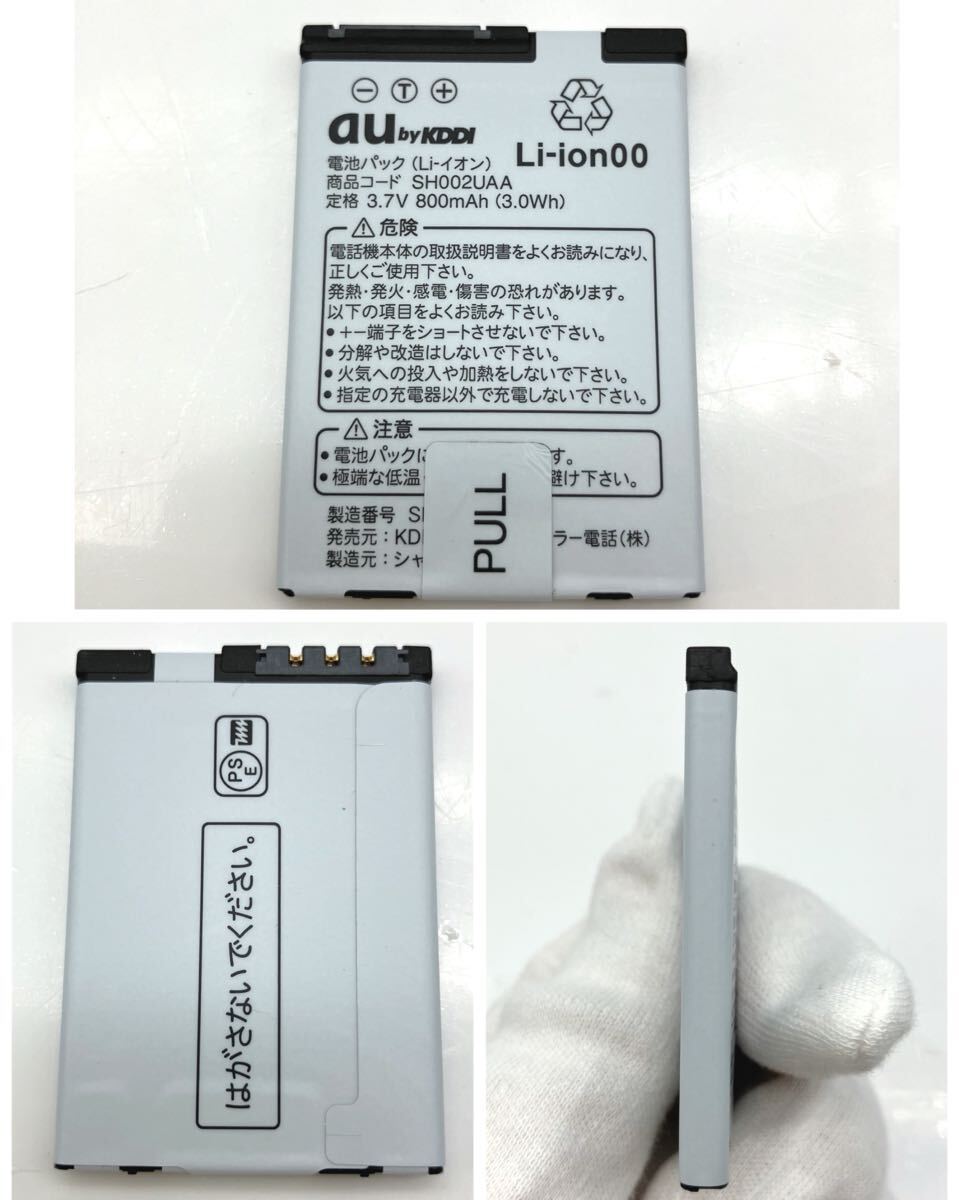 − T +
au by KDDI
Li-ion00
電池パック (Li-イオン)
商品コード SH002UAA
定格 3.7V 800mAh (3.0Wh)
危険
電話機本体の取扱説明書をよくお読みになり、
正しくご使用下さい。
発熱・発火・感電・傷害の恐れがあります。
以下の項目をよくお読み下さい。
• +−端子をショートさせないで下さい。
• 分解や改造はしないで下さい。
• 火気への投入や加熱をしないで下さい。
• 指定の充電器以外で充電しないで下さい。
注意
• 電池パックに す。
• 極端な低温 避け下さい。
製造番号
発売元：KD ラー電話(株)
製造元：シャ
PULL
PSE
はがさないでください。